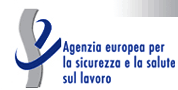 Agenzia europea per
la sicurezza e la salute
sul lavoro